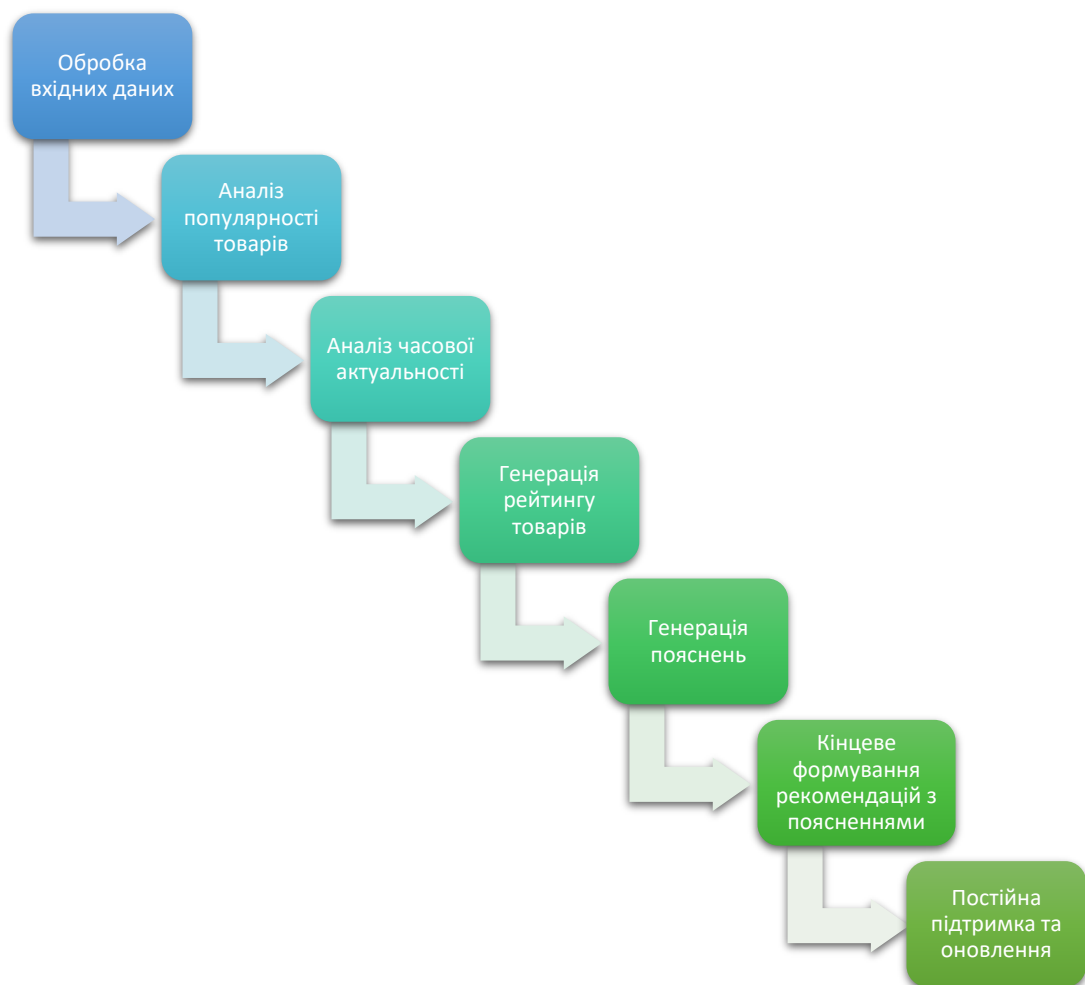 Обробка
вхідних даних
Аналіз
популярності
товарів
Аналіз часової
актуальності
Генерація
рейтингу
товарів
Генерація
пояснень
Кінцеве
формування
рекомендацій з
поясненнями
Постійна
підтримка та
оновлення